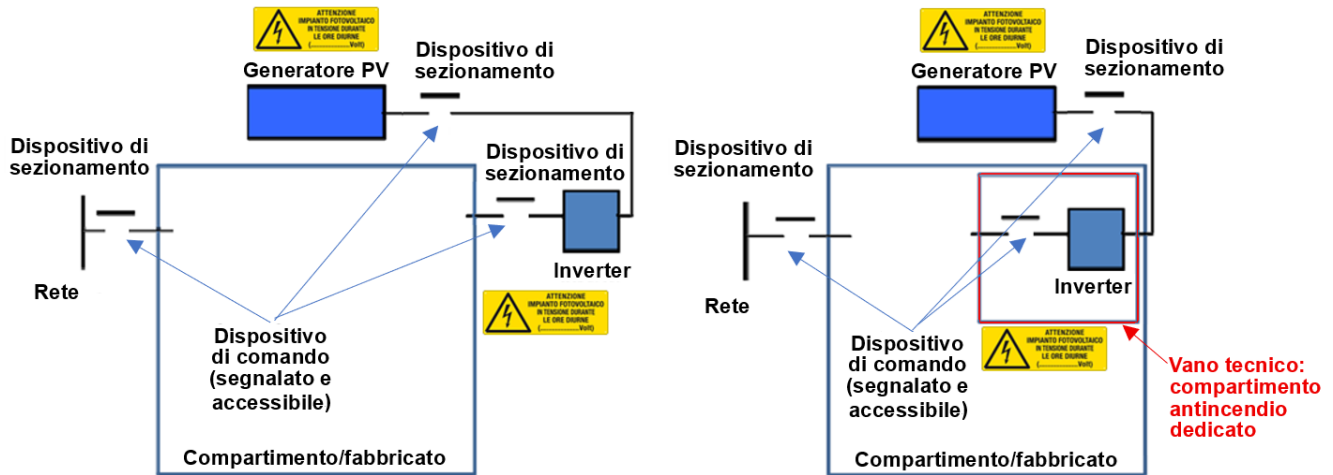 ATTENZIONE
IMPIANTO FOTOVOLTAICO
IN TENSIONE DURANTE
LE ORE DIURNE
(................Volt)
Generatore PV
Dispositivo di
sezionamento
Dispositivo di
sezionamento
Dispositivo di
sezionamento
Inverter
Rete
ATTENZIONE
IMPIANTO FOTOVOLTAICO
IN TENSIONE DURANTE
LE ORE DIURNE
(................Volt)
Dispositivo
di comando
(segnalato e
accessibile)
Compartimento/fabbricato
ATTENZIONE
IMPIANTO FOTOVOLTAICO
IN TENSIONE DURANTE
LE ORE DIURNE
(................Volt)
Generatore PV
Dispositivo di
sezionamento
Dispositivo di
sezionamento
Inverter
Rete
ATTENZIONE
IMPIANTO FOTOVOLTAICO
IN TENSIONE DURANTE
LE ORE DIURNE
(................Volt)
Dispositivo
di comando
(segnalato e
accessibile)
Vano tecnico:
compartimento
antincendio
dedicato
Compartimento/fabbricato